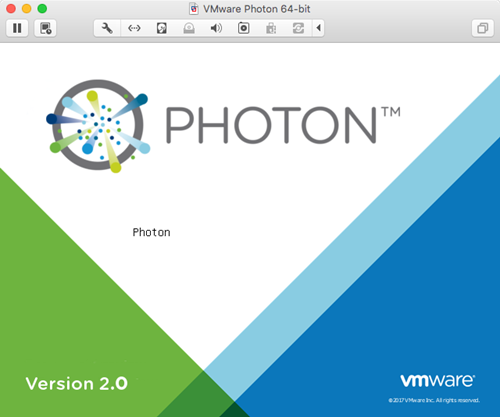 VMware Photon 64-bit
PHOTON™
Photon
Version 2.0
vmware®
©2017 VMware Inc. All rights reserved.